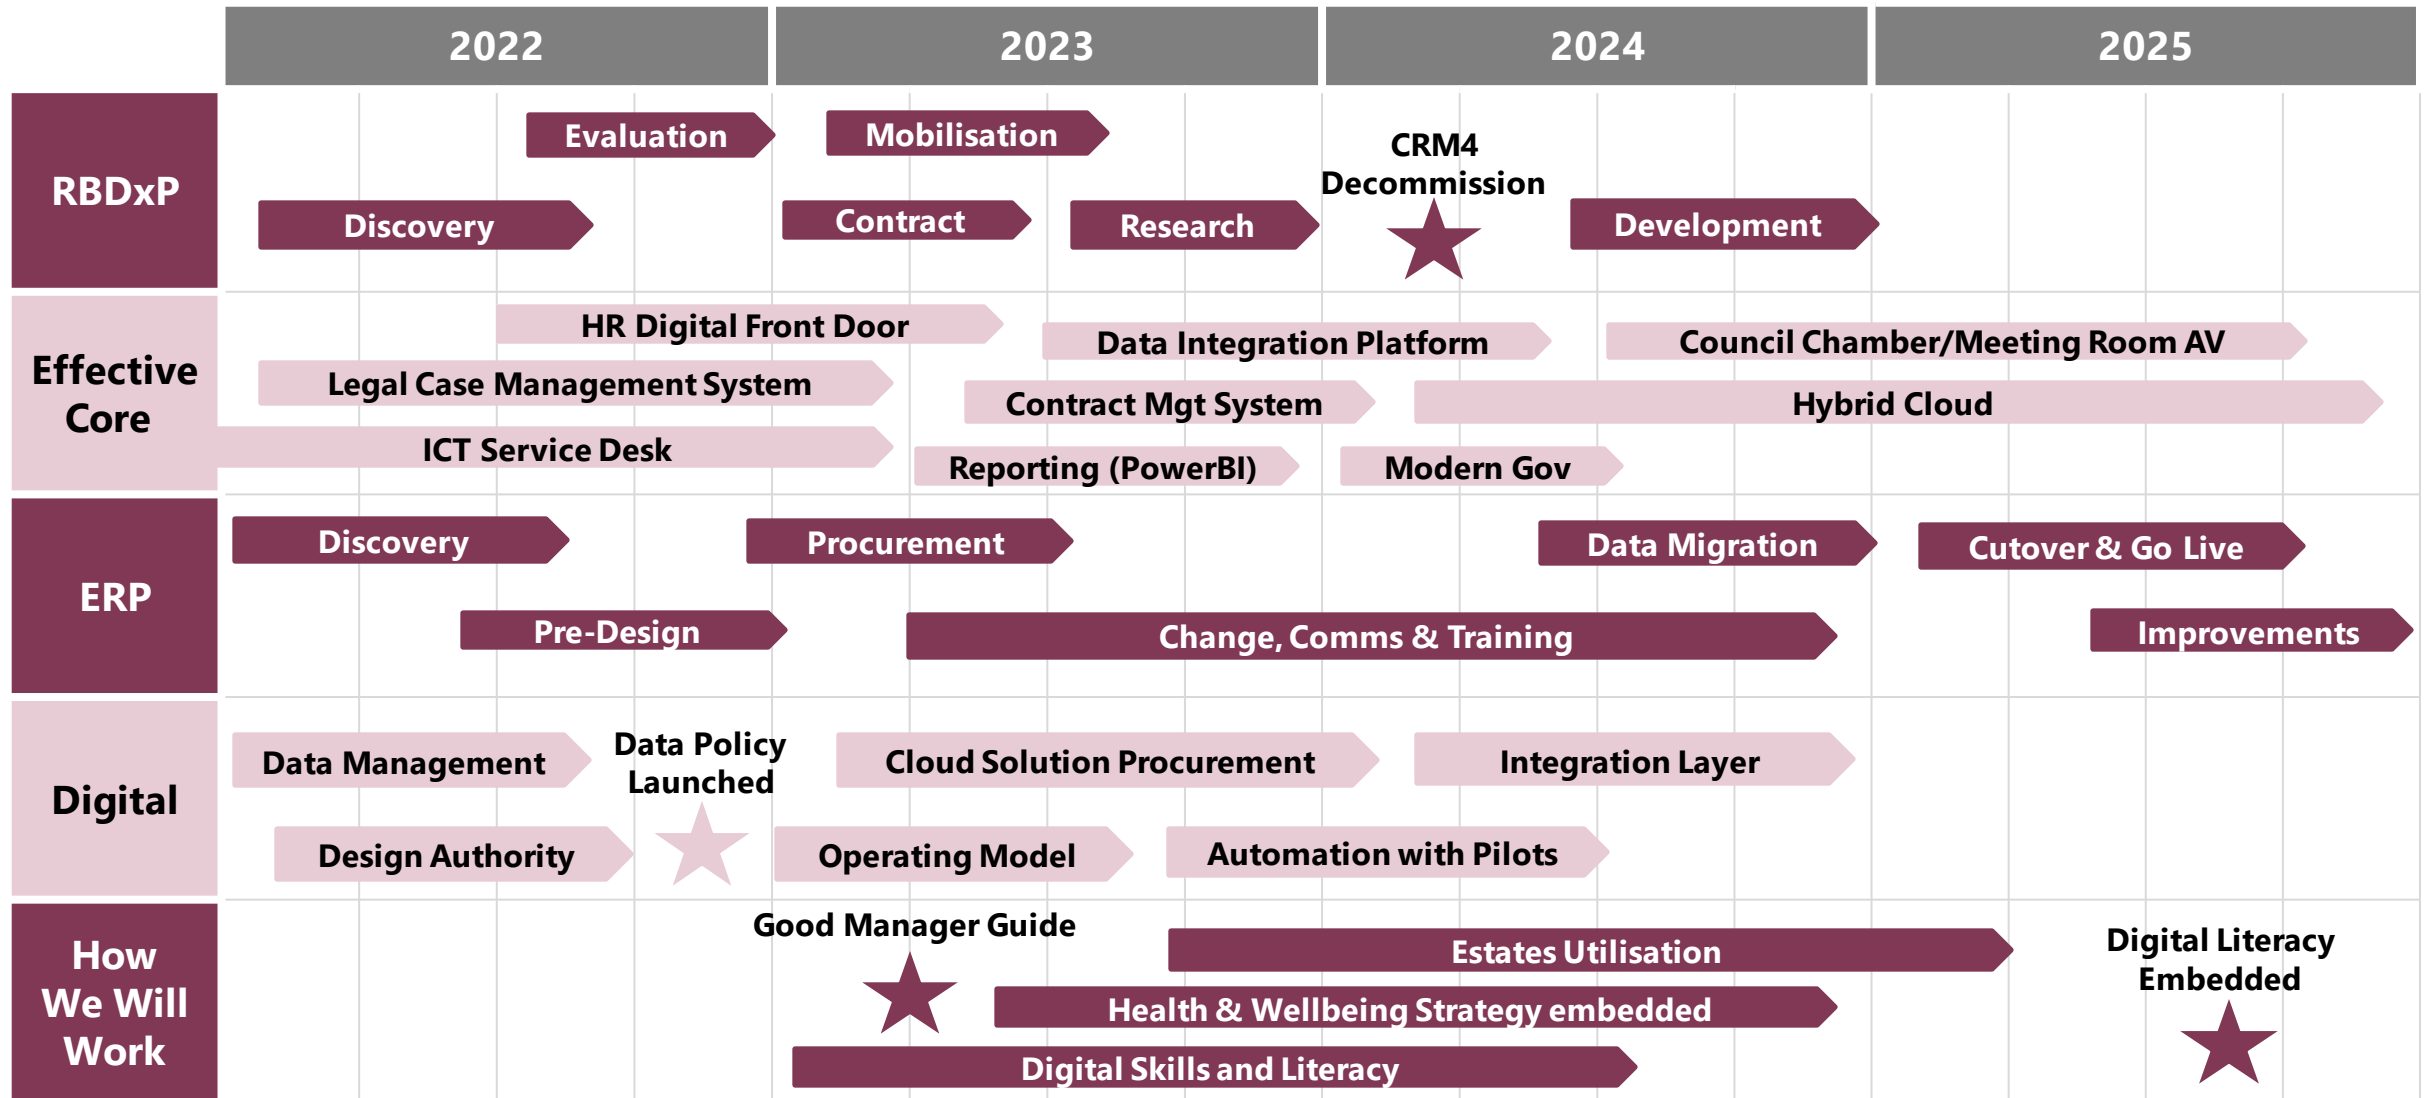 2022
2023
2024
2025
RBDxP
Evaluation
Mobilisation
CRM4
Decommission
Discovery
Contract
Research
Development
Effective
Core
HR Digital Front Door
Data Integration Platform
Council Chamber/Meeting Room AV
Legal Case Management System
Contract Mgt System
Hybrid Cloud
ICT Service Desk
Reporting (PowerBI)
Modern Gov
ERP
Discovery
Procurement
Data Migration
Cutover & Go Live
Pre-Design
Change, Comms & Training
Improvements
Digital
Data Management
Data Policy
Launched
Cloud Solution Procurement
Integration Layer
Design Authority
Operating Model
Automation with Pilots
How
We Will
Work
Good Manager Guide
Estates Utilisation
Digital Literacy
Embedded
Health & Wellbeing Strategy embedded
Digital Skills and Literacy